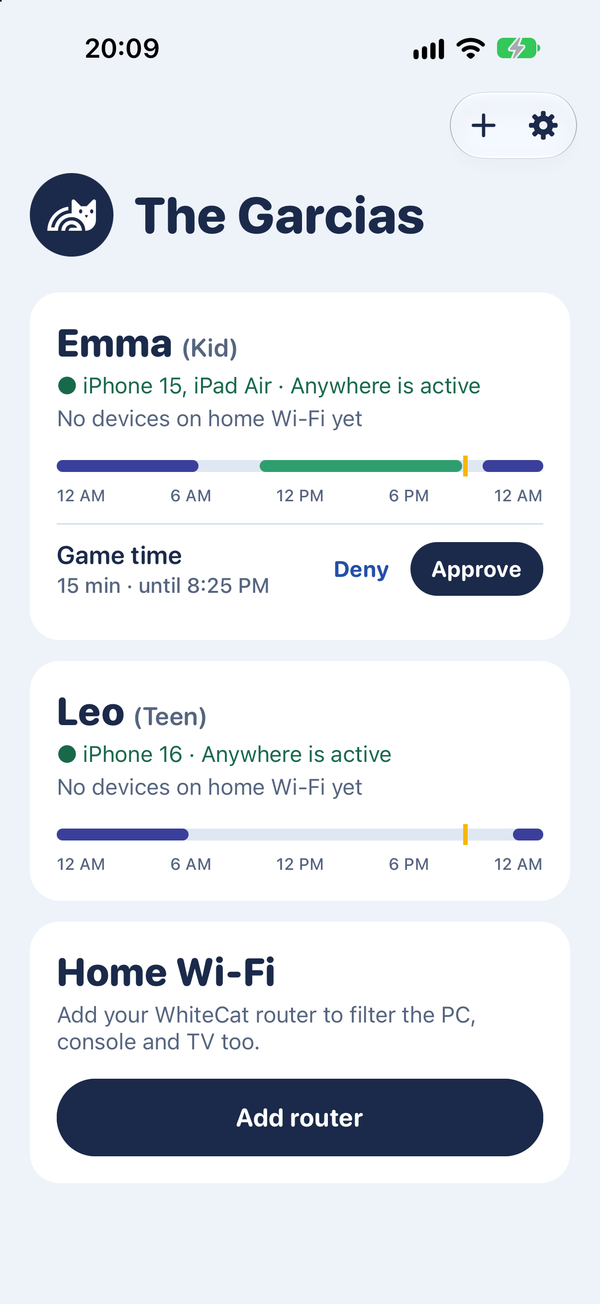 20:09
The Garcias
Emma (Kid)
iPhone 15, iPad Air · Anywhere is active
No devices on home Wi-Fi yet
12 AM 6 AM 12 PM 6 PM 12 AM
Game time
15 min · until 8:25 PM
Deny Approve
Leo (Teen)
iPhone 16 · Anywhere is active
No devices on home Wi-Fi yet
12 AM 6 AM 12 PM 6 PM 12 AM
Home Wi-Fi
Add your WhiteCat router to filter the PC,
console and TV too.
Add router